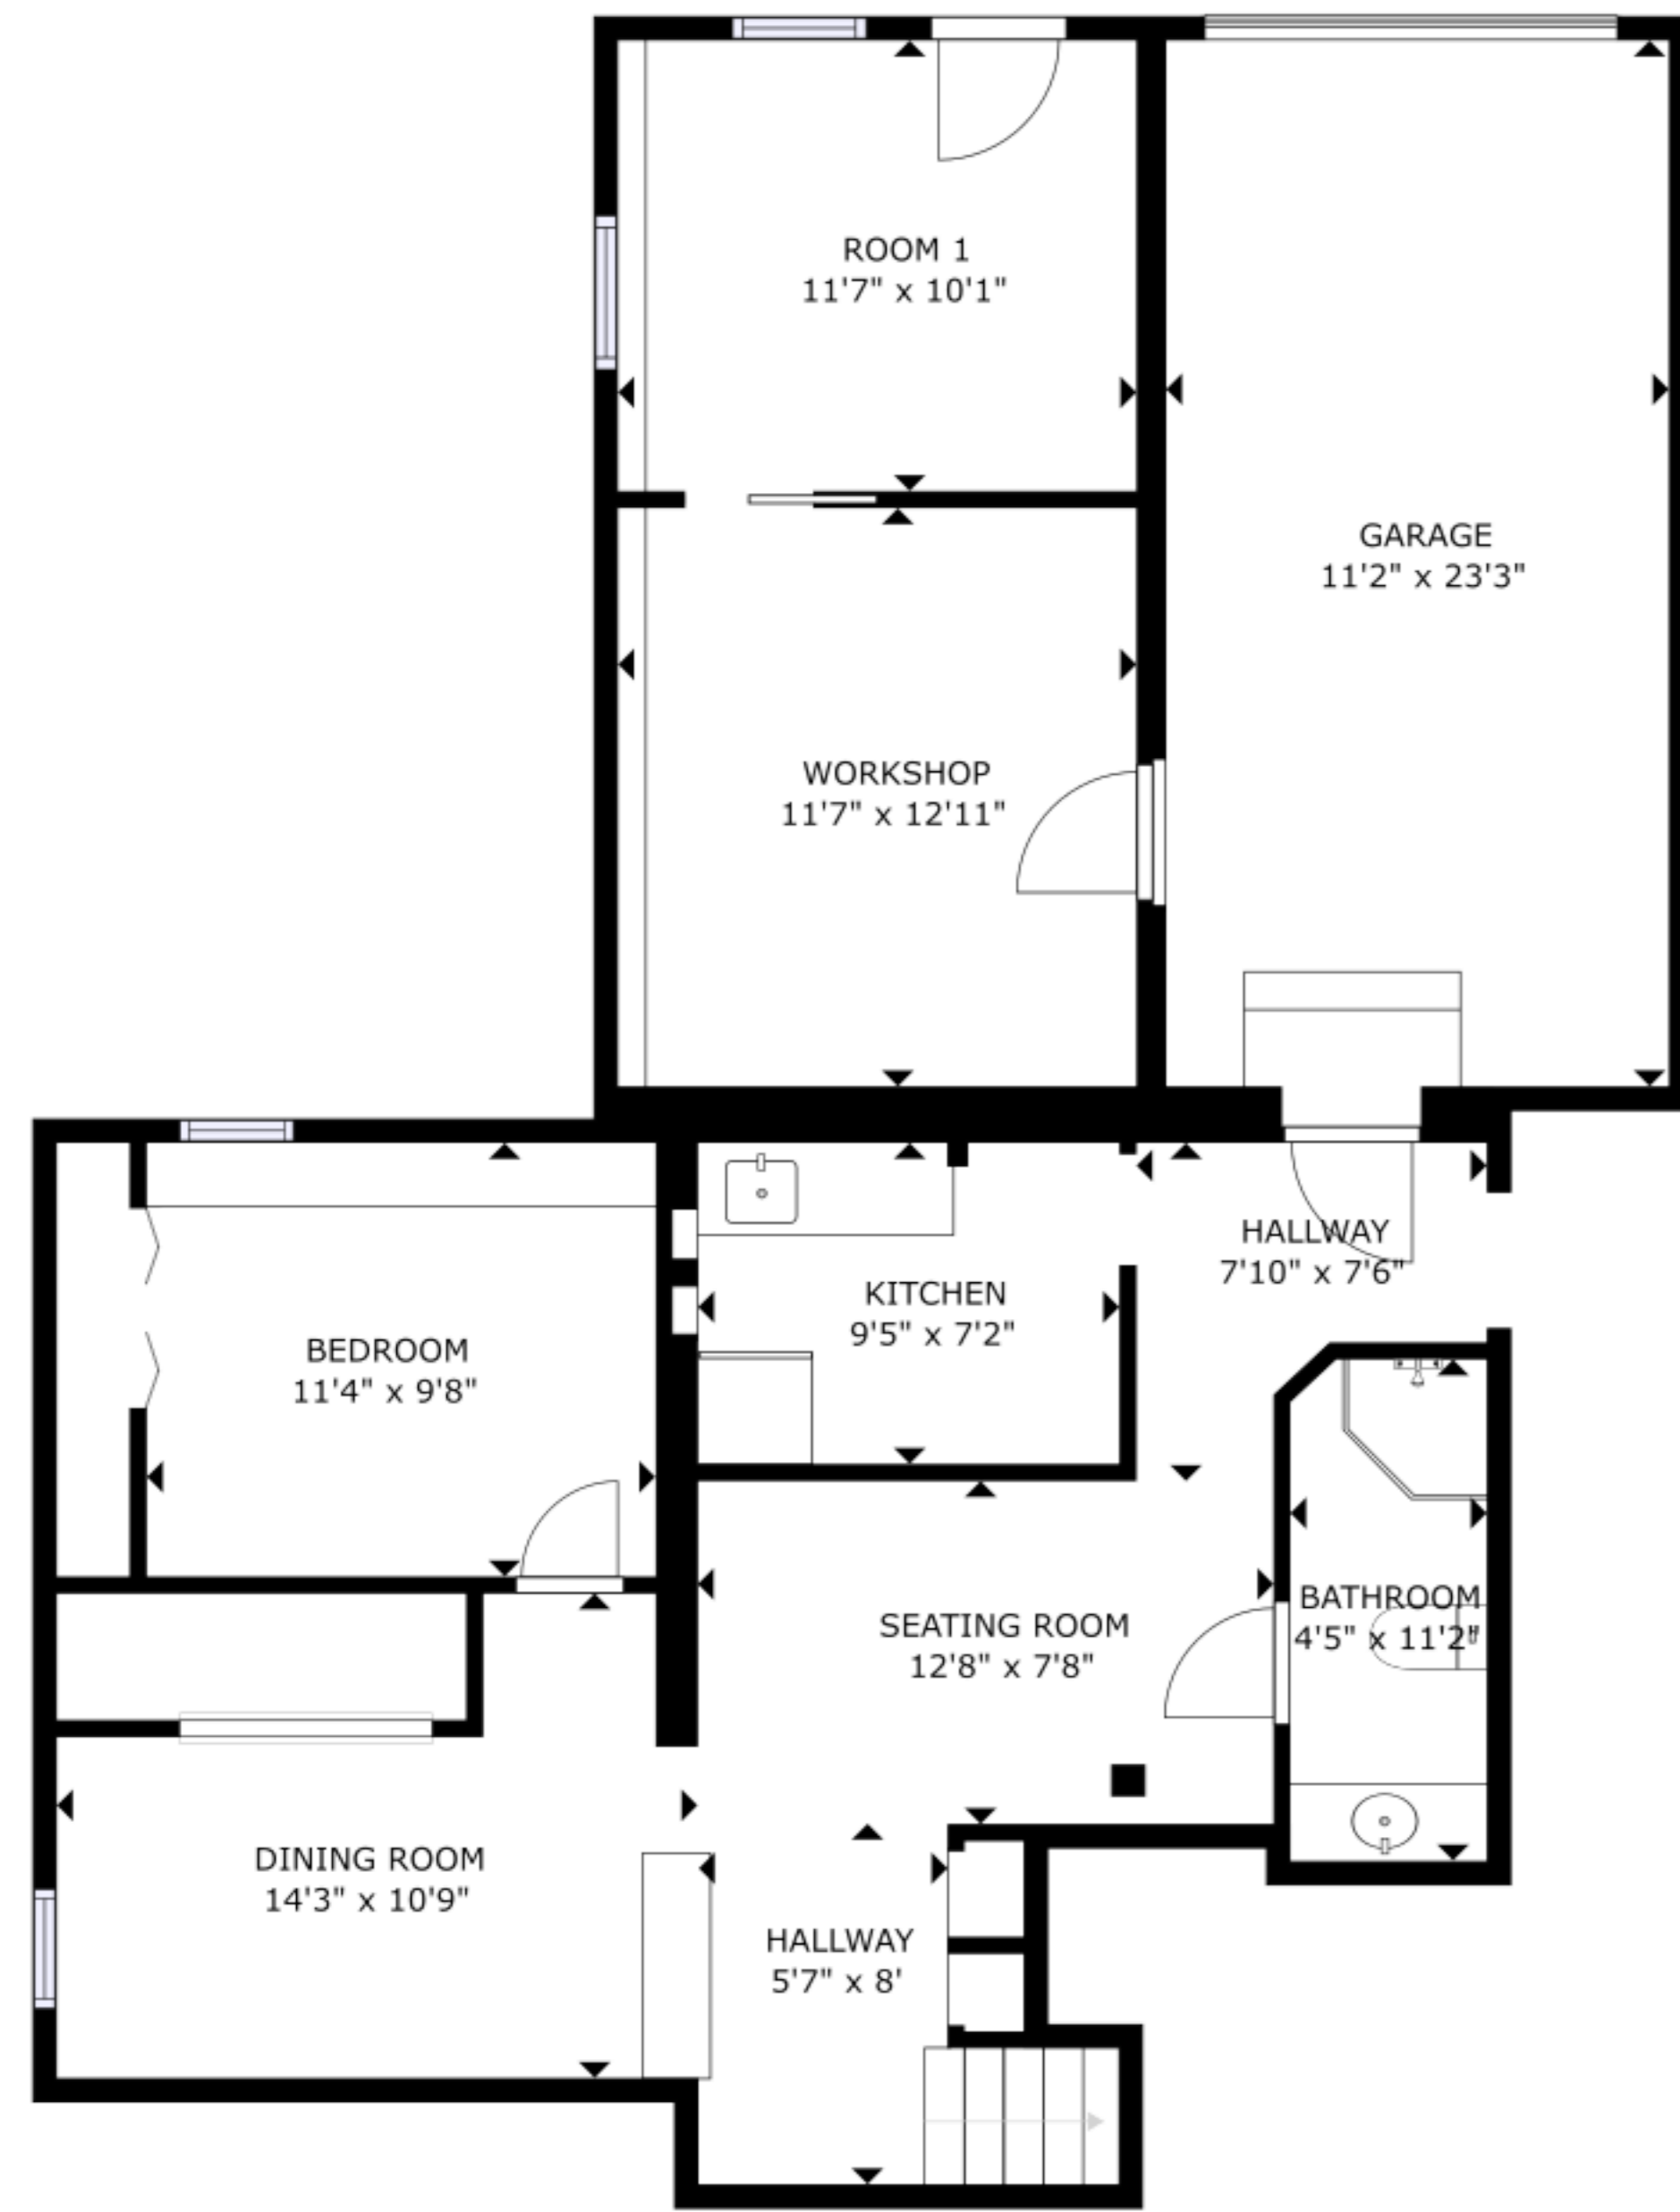 ROOM 1
11'7" x 10'1"
GARAGE
11'2" x 23'3"
WORKSHOP
11'7" x 12'11"
HALLWAY
7'10" x 7'6"
KITCHEN
9'5" x 7'2"
BEDROOM
11'4" x 9'8"
BATHROOM
4'5" x 11'2"
SEATING ROOM
12'8" x 7'8"
DINING ROOM
14'3" x 10'9"
HALLWAY
5'7" x 8'